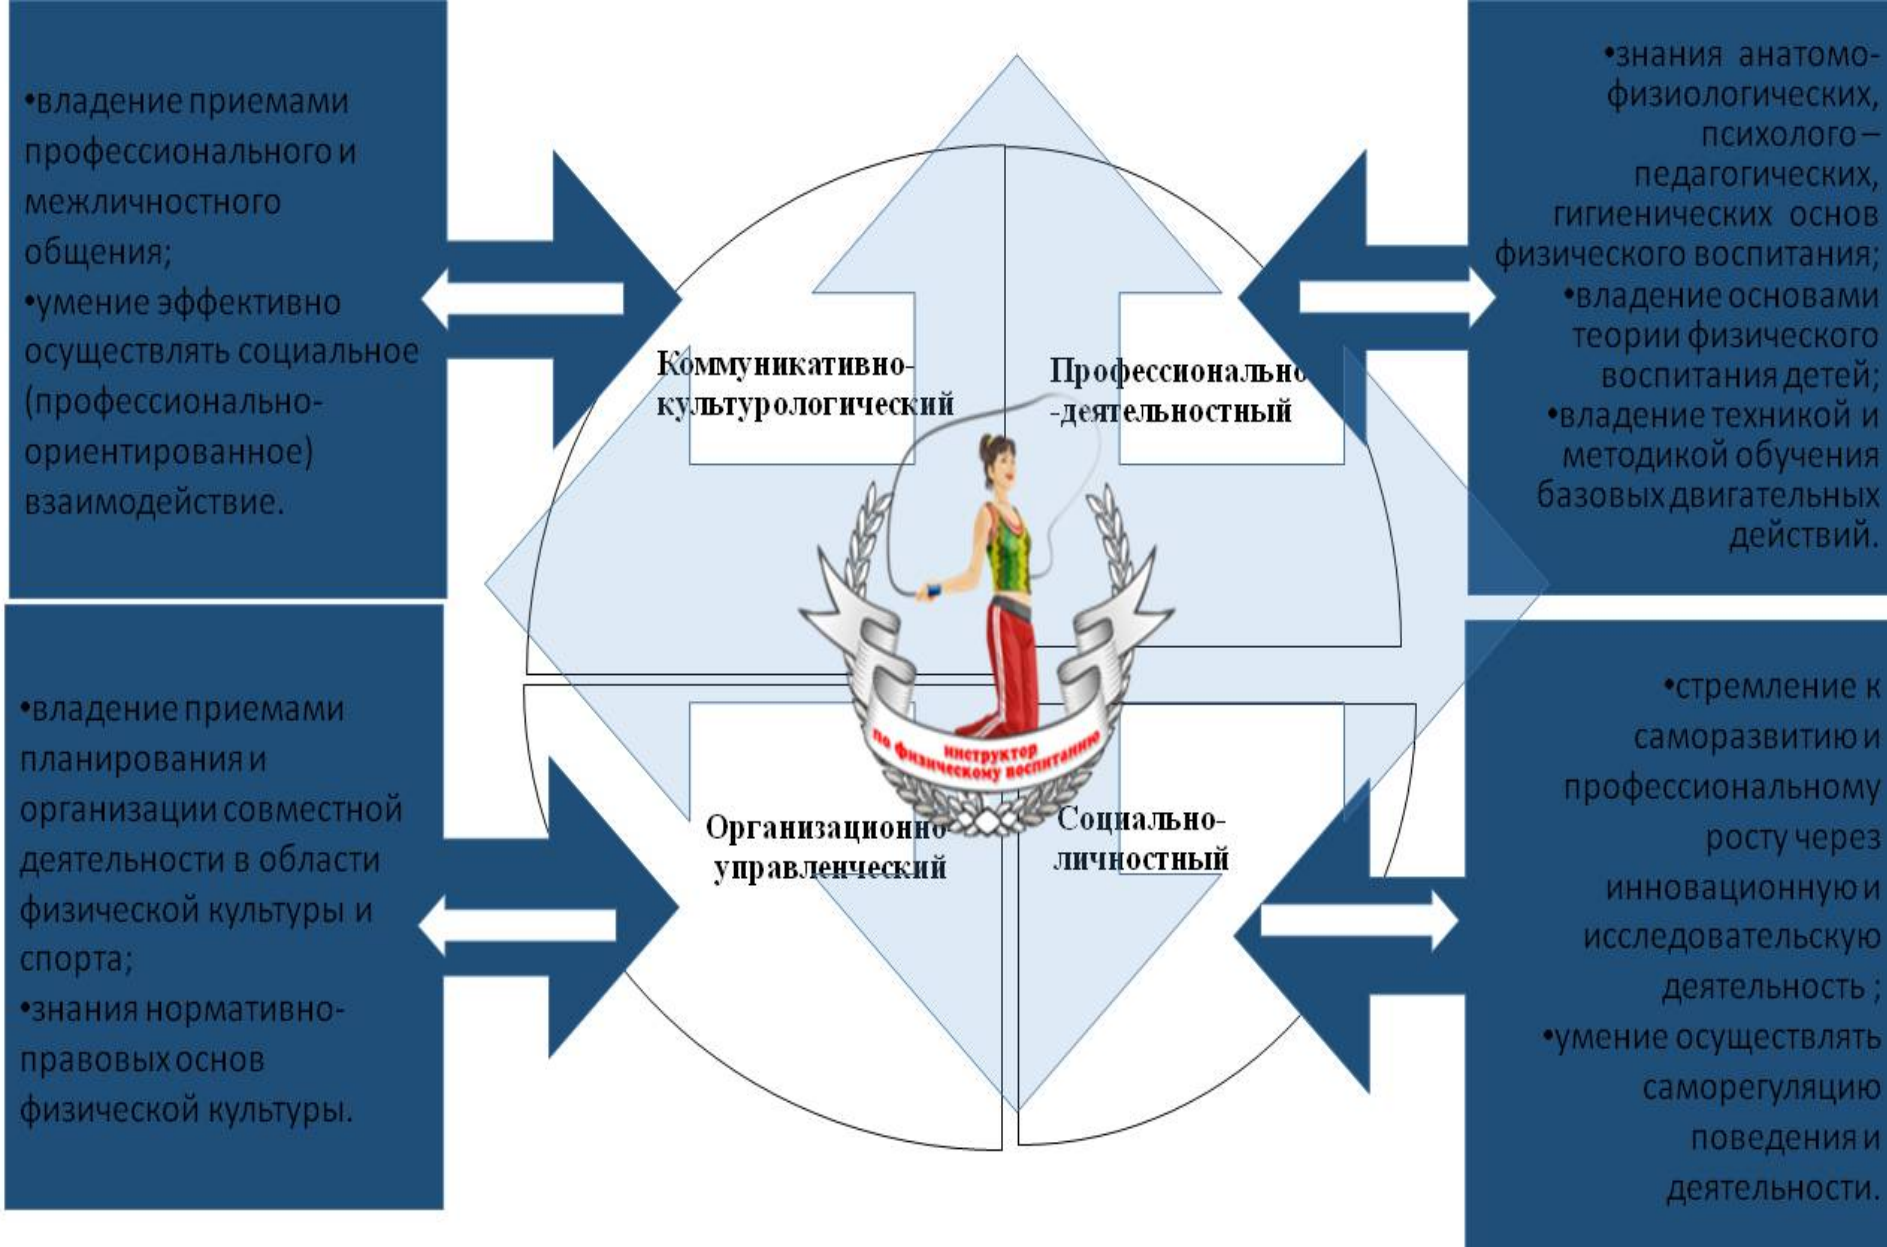 •владение приемами
профессионального и
межличностного
общения;
•умение эффективно
осуществлять социальное
(профессионально-
ориентированное)
взаимодействие.
•знания анатомо-
физиологических,
психолого –
педагогических,
гигиенических основ
физического воспитания;
•владение основами
теории физического
воспитания детей;
•владение техникой и
методикой обучения
базовых двигательных
действий.
Коммуникативно-
культурологический
Профессионально
-деятельностный
инструктор
по физическому воспитанию
Организационно-
управленческий
Социально-
личностный
•владение приемами
планирования и
организации совместной
деятельности в области
физической культуры и
спорта;
•знания нормативно-
правовых основ
физической культуры.
•стремление к
саморазвитию и
профессиональному
росту через
инновационную и
исследовательскую
деятельность ;
•умение осуществлять
саморегуляцию
поведения и
деятельности.